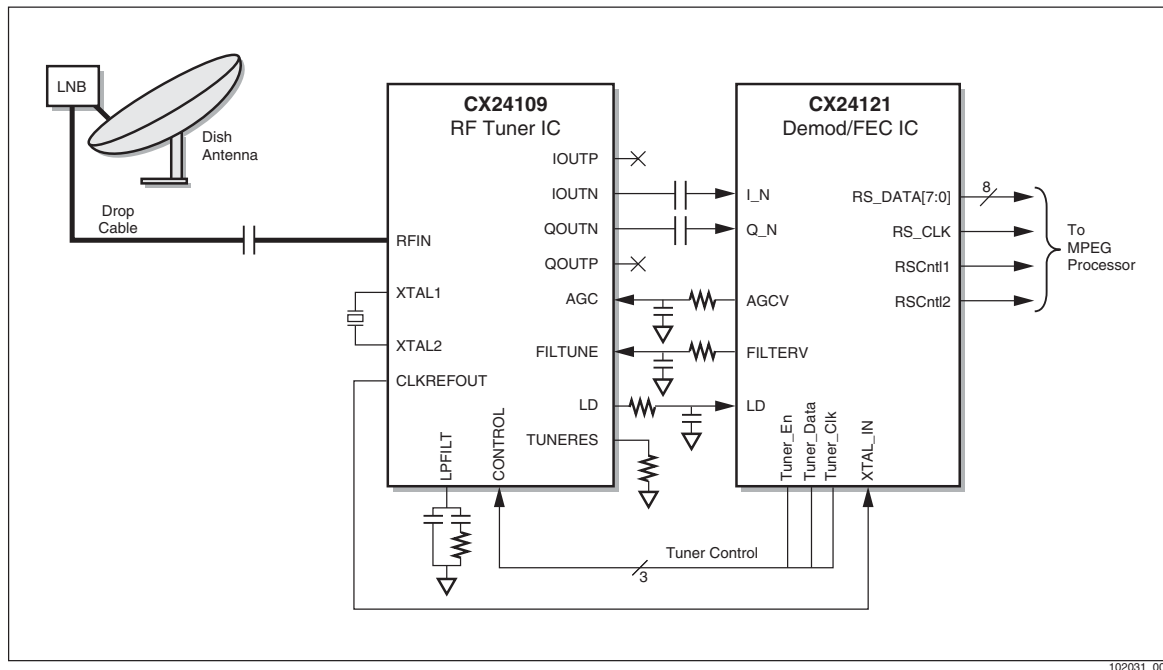 LNB
Dish
Antenna
Drop
Cable
CX24109
RF Tuner IC
IOUTP
IOUTN
QOUTN
QOUTP
AGC
FILTUNE
LD
TUNERES
RFIN
XTAL1
XTAL2
CLKREFOUT
LPFILT
CONTROL
CX24121
Demod/FEC IC
I_N
Q_N
AGCV
FILTERV
LD
Tuner_En
Tuner_Data
Tuner_Clk
XTAL_IN
RS_DATA[7:0]
RS_CLK
RSCntl1
RSCntl2
8
To
MPEG
Processor
Tuner Control
3